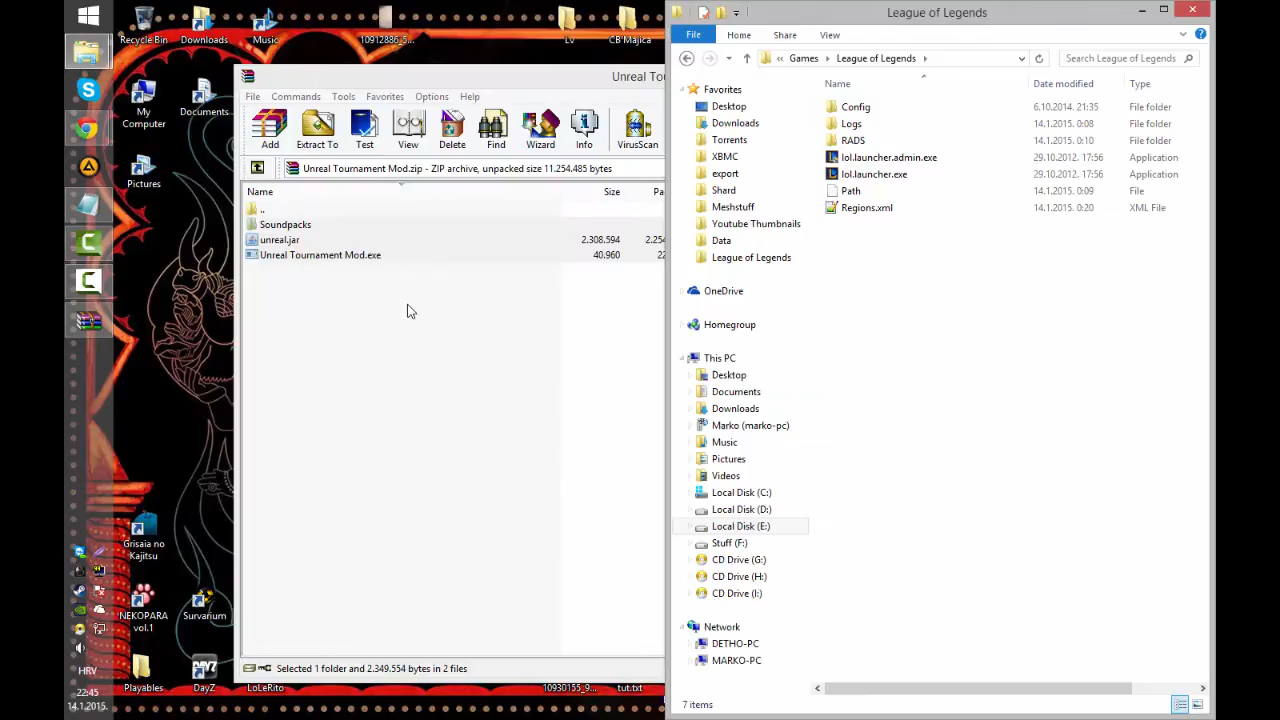 Recycle Bin
Downloads
Music
10912886_5...
LV
CB Majica
My Computer
Documents
Pictures
Grisaia no Kajitsu
NEKOPARA vol.1
Survarium
Playables
DayZ
LoLeRito
10930155_9...
tut.txt
HRV
22:45
14.1.2015.
Unreal Tou
File Commands Tools Favorites Options Help
Add Extract To Test View Delete Find Wizard Info VirusScan
Unreal Tournament Mod.zip - ZIP archive, unpacked size 11.254.485 bytes
Name Size Pa
..
Soundpacks
unreal.jar 2.308.594 2.254
Unreal Tournament Mod.exe 40.960 22
Selected 1 folder and 2.349.554 bytes in 2 files
League of Legends
File Home Share View
« Games League of Legends Search League of Legends
Favorites
Desktop
Downloads
Torrents
XBMC
export
Shard
Meshstuff
Youtube Thumbnails
Data
League of Legends
OneDrive
Homegroup
This PC
Desktop
Documents
Downloads
Marko (marko-pc)
Music
Pictures
Videos
Local Disk (C:)
Local Disk (D:)
Local Disk (E:)
Stuff (F:)
CD Drive (G:)
CD Drive (H:)
CD Drive (I:)
Network
DETHO-PC
MARKO-PC
Name Date modified Type
Config 6.10.2014. 21:35 File folder
Logs 14.1.2015. 0:08 File folder
RADS 14.1.2015. 0:10 File folder
lol.launcher.admin.exe 29.10.2012. 17:56 Application
lol.launcher.exe 29.10.2012. 17:56 Application
Path 14.1.2015. 0:09 File
Regions.xml 14.1.2015. 0:20 XML File
7 items